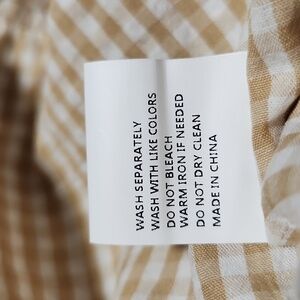 WASH SEPARATELY
WASH WITH LIKE COLORS
DO NOT BLEACH
WARM IRON IF NEEDED
DO NOT DRY CLEAN
MADE IN CHINA